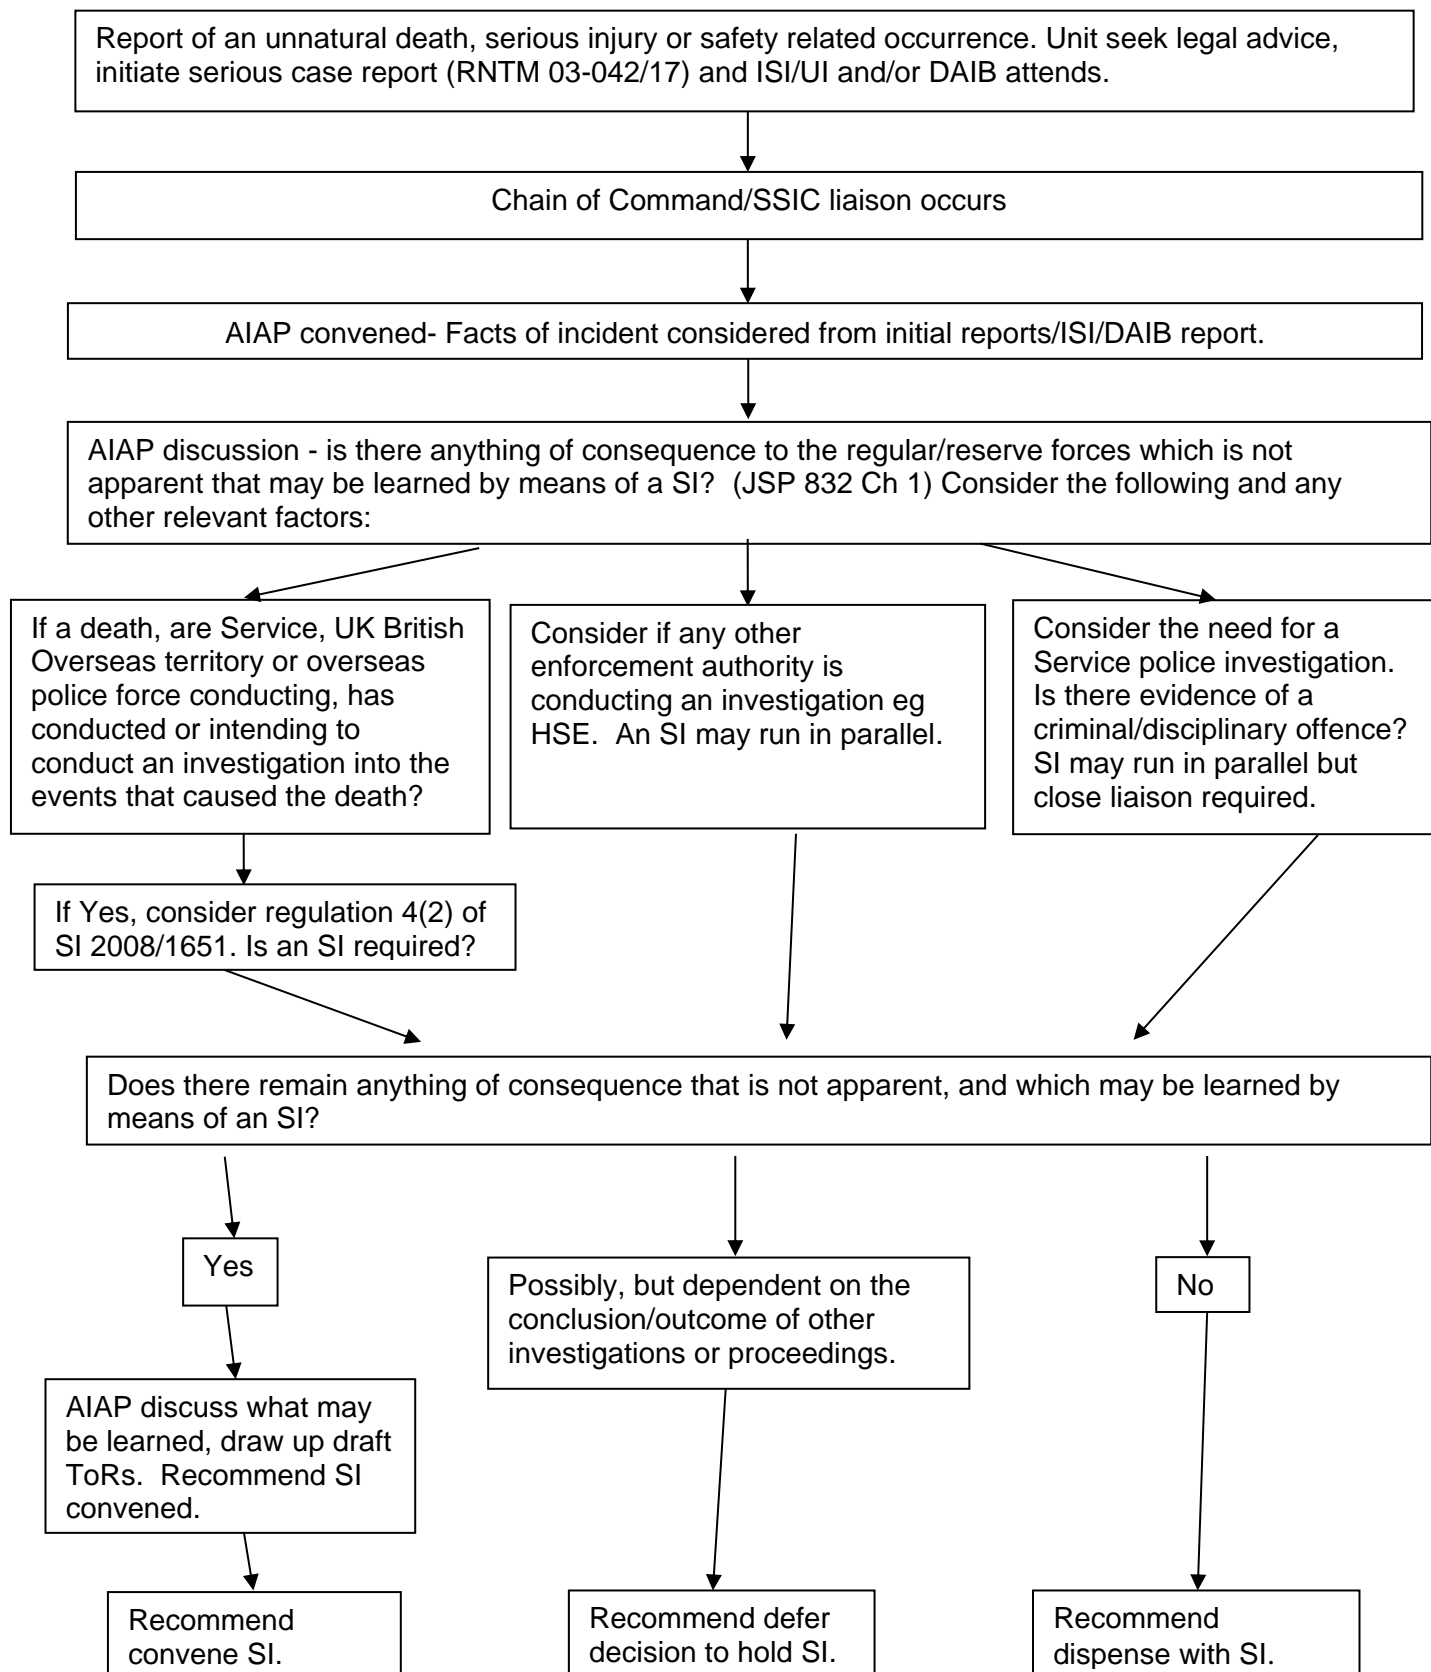 Report of an unnatural death, serious injury or safety related occurrence. Unit seek legal advice,
initiate serious case report (RNTM 03-042/17) and ISI/UI and/or DAIB attends.
Chain of Command/SSIC liaison occurs
AIAP convened- Facts of incident considered from initial reports/ISI/DAIB report.
AIAP discussion - is there anything of consequence to the regular/reserve forces which is not
apparent that may be learned by means of a SI?  (JSP 832 Ch 1) Consider the following and any
other relevant factors:
If a death, are Service, UK British
Overseas territory or overseas
police force conducting, has
conducted or intending to
conduct an investigation into the
events that caused the death?
Consider if any other
enforcement authority is
conducting an investigation eg
HSE.  An SI may run in parallel.
Consider the need for a
Service police investigation.
Is there evidence of a
criminal/disciplinary offence?
SI may run in parallel but
close liaison required.
If Yes, consider regulation 4(2) of
SI 2008/1651. Is an SI required?
Does there remain anything of consequence that is not apparent, and which may be learned by
means of an SI?
Yes
Possibly, but dependent on the
conclusion/outcome of other
investigations or proceedings.
No
AIAP discuss what may
be learned, draw up draft
ToRs.  Recommend SI
convened.
Recommend
convene SI.
Recommend defer
decision to hold SI.
Recommend
dispense with SI.